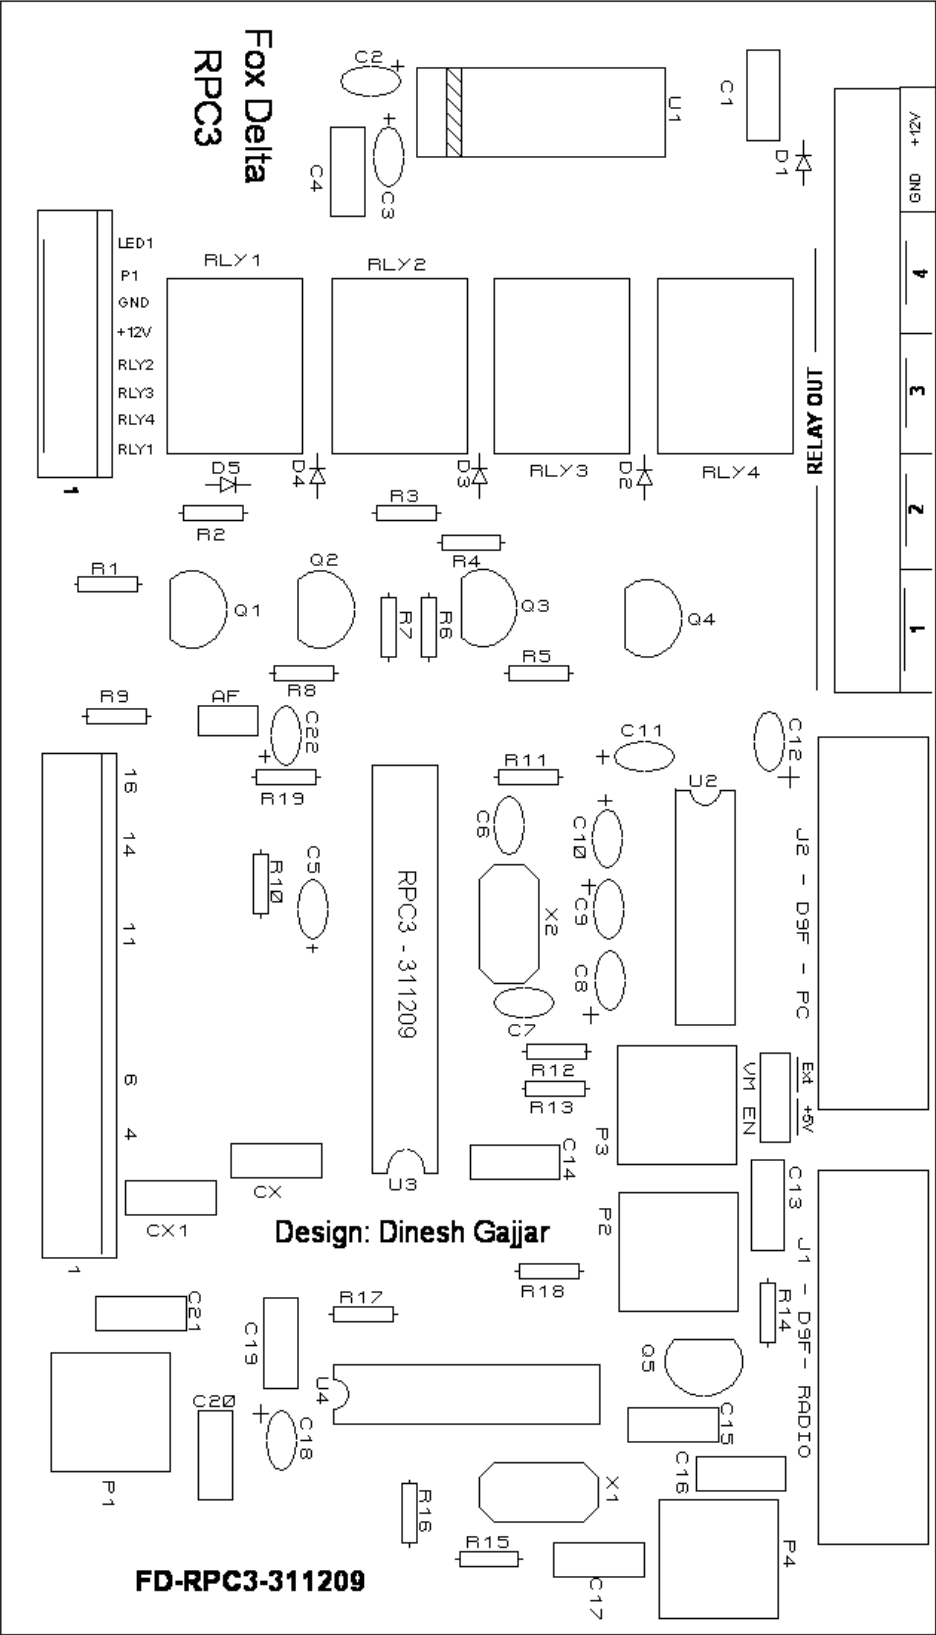 Fox Delta
RPC3
C2
+
+
C4
C3
U1
C1
D1
+12V
GND
LED1
P1
GND
+12V
RLY2
RLY3
RLY4
RLY1
1
RLY1
RLY2
RLY3
RLY4
RELAY OUT
4
3
2
1
D5
D4
D3
D2
R2
R3
R4
R1
Q1
Q2
Q3
Q4
R7
R6
R8
R5
R9
AF
C22
+
R19
C11
+
C12
+
R11
U2
16
14
11
6
4
1
R10
C5
+
RPC3 - 311209
U3
C6
X2
C7
+
C10
+
C9
C8
+
J2 - D9F - PC
R12
R13
P3
VM EN
Ext
+5V
C14
CX
CX1
C13
P2
Design: Dinesh Gajjar
R18
R17
R14
J1 - D9F- RADIO
C21
C19
U4
Q5
C20
+
C18
C15
C16
P1
R16
X1
R15
C17
P4
FD-RPC3-311209